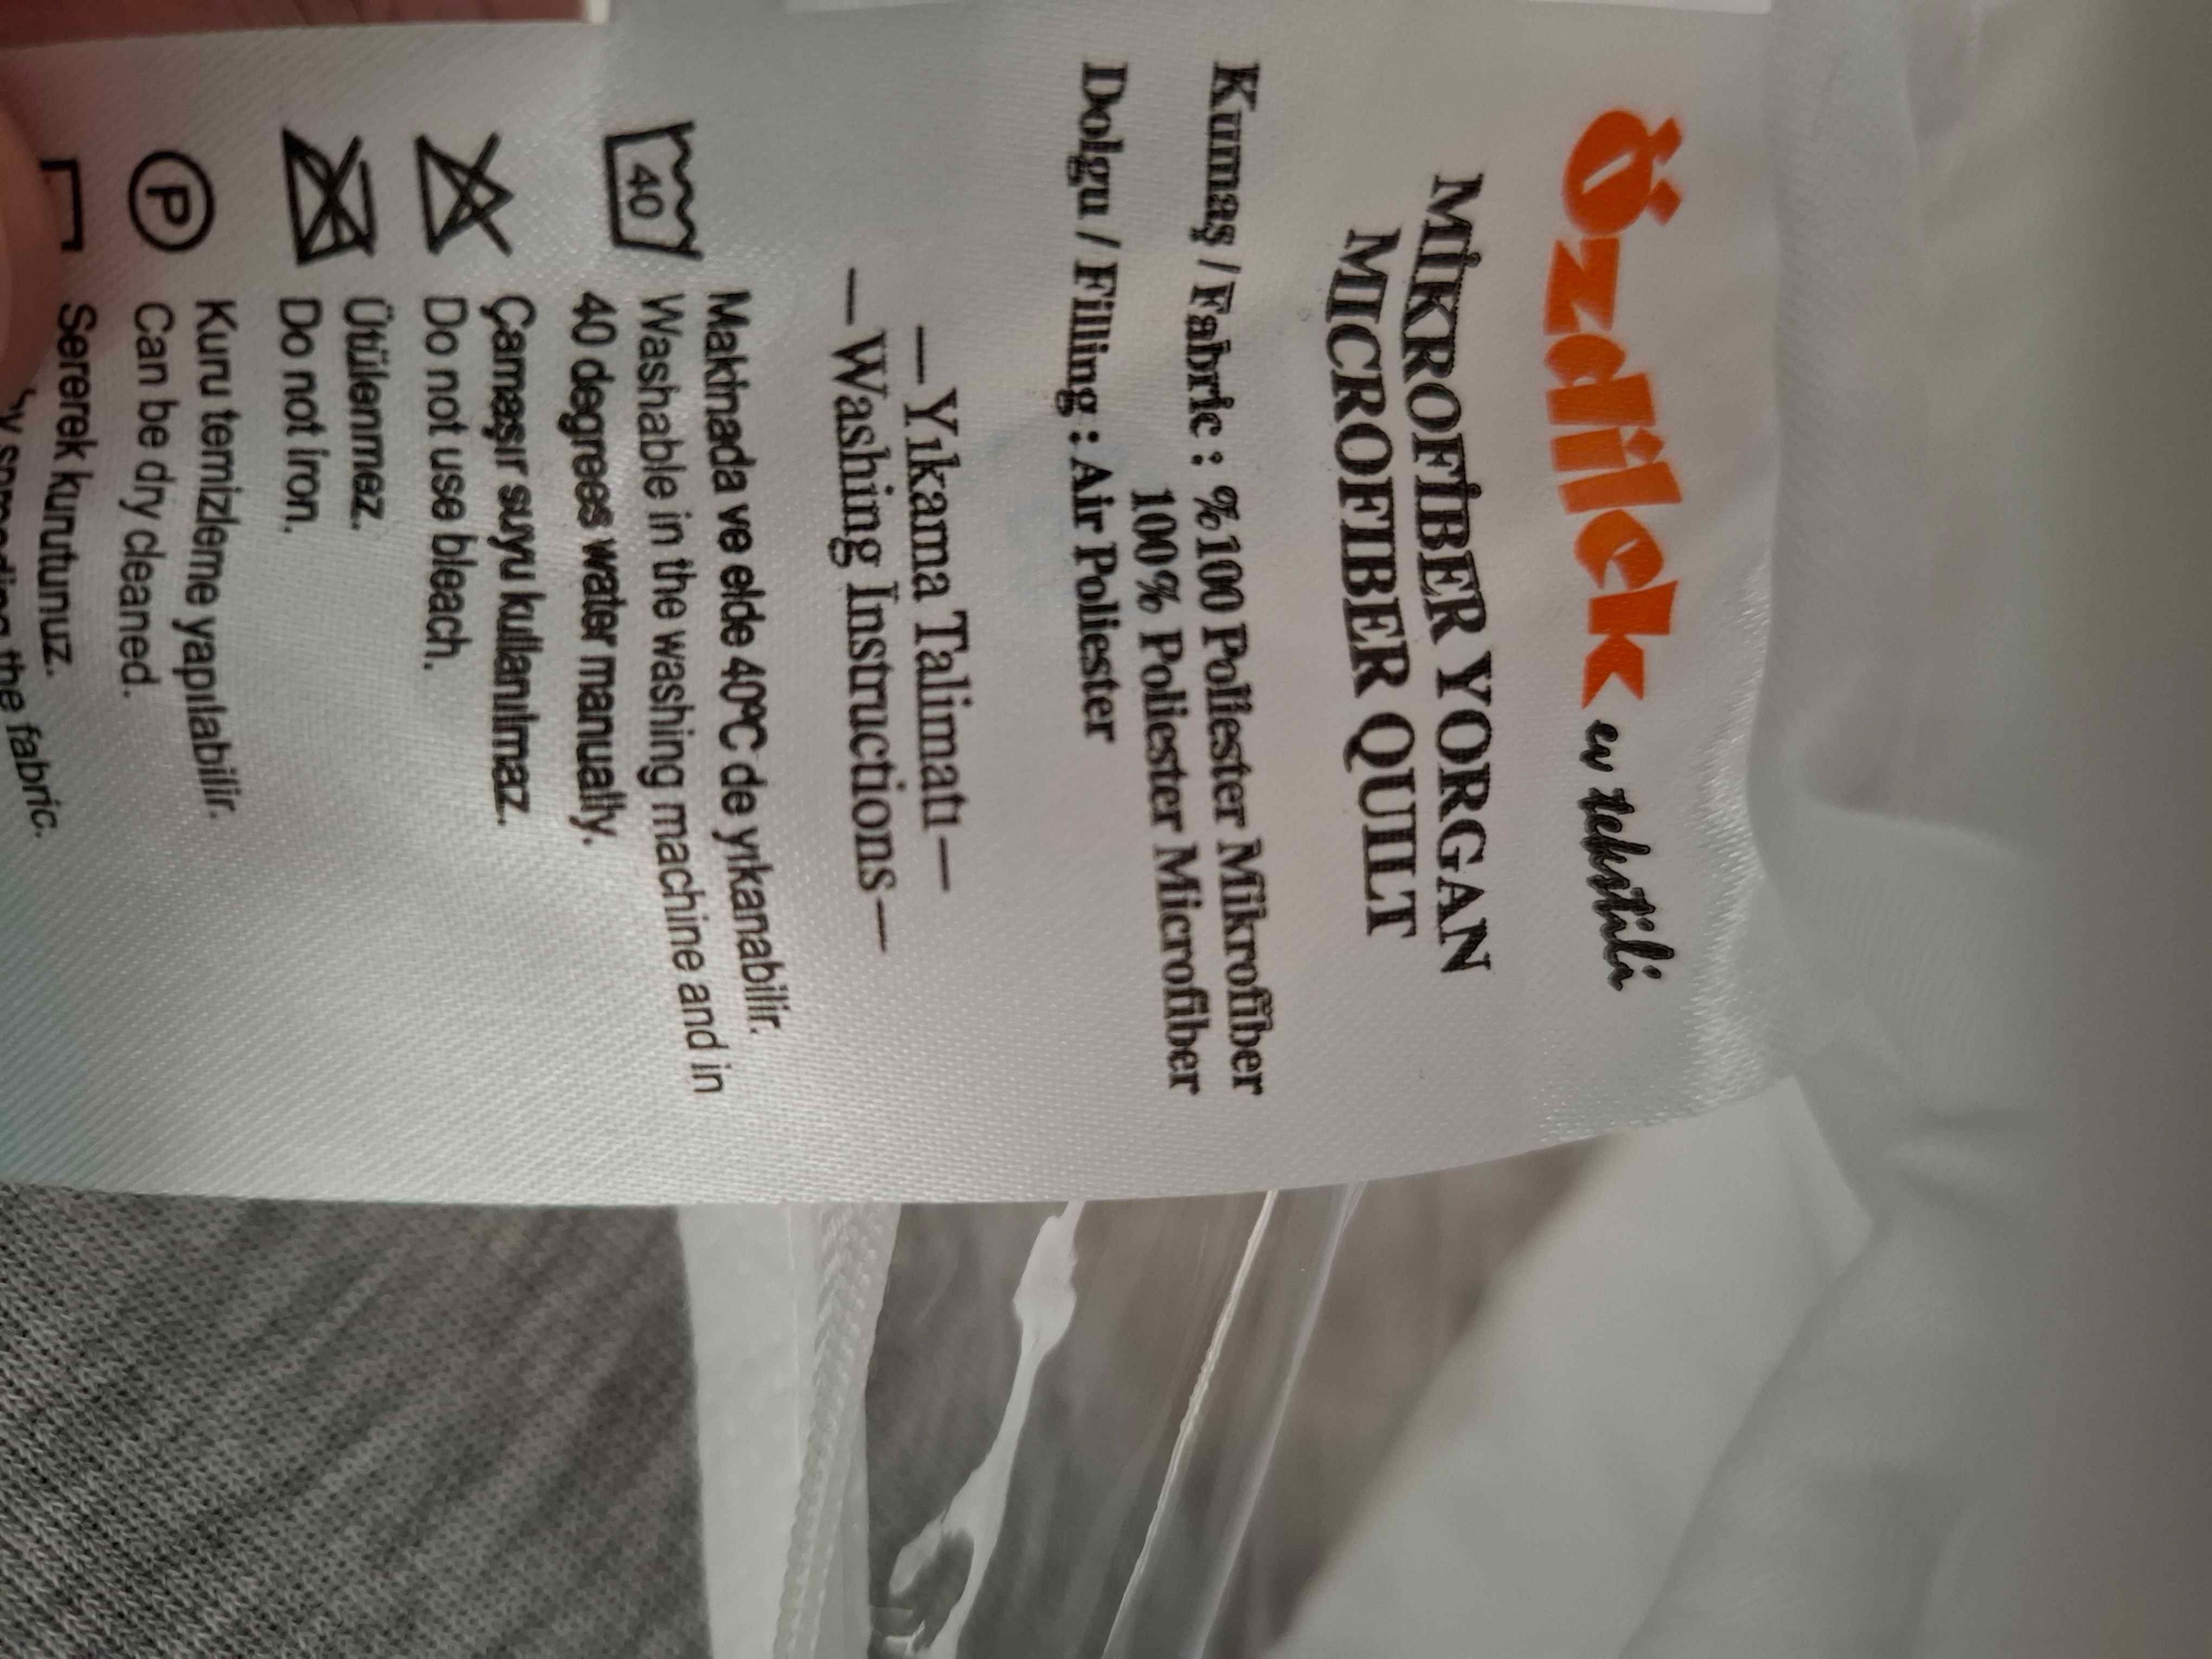 özdilek ev tekstili
MİKROFİBER YORGAN
MICROFIBER QUILT
Kumaş / Fabric : %100 Poliester Mikrofiber
100% Poliester Microfiber
Dolgu / Filling : Air Poliester
—Yıkama Talimatı—
—Washing Instructions—
Makinada ve elde 40°C de yıkanabilir.
40 Washable in the washing machine and in
40 degrees water manually.
Çamaşır suyu kullanılmaz.
Do not use bleach.
Ütülenmez.
Do not iron.
Kuru temizleme yapılabilir.
P Can be dry cleaned.
Sererek kurutunuz.
by spreading the fabric.